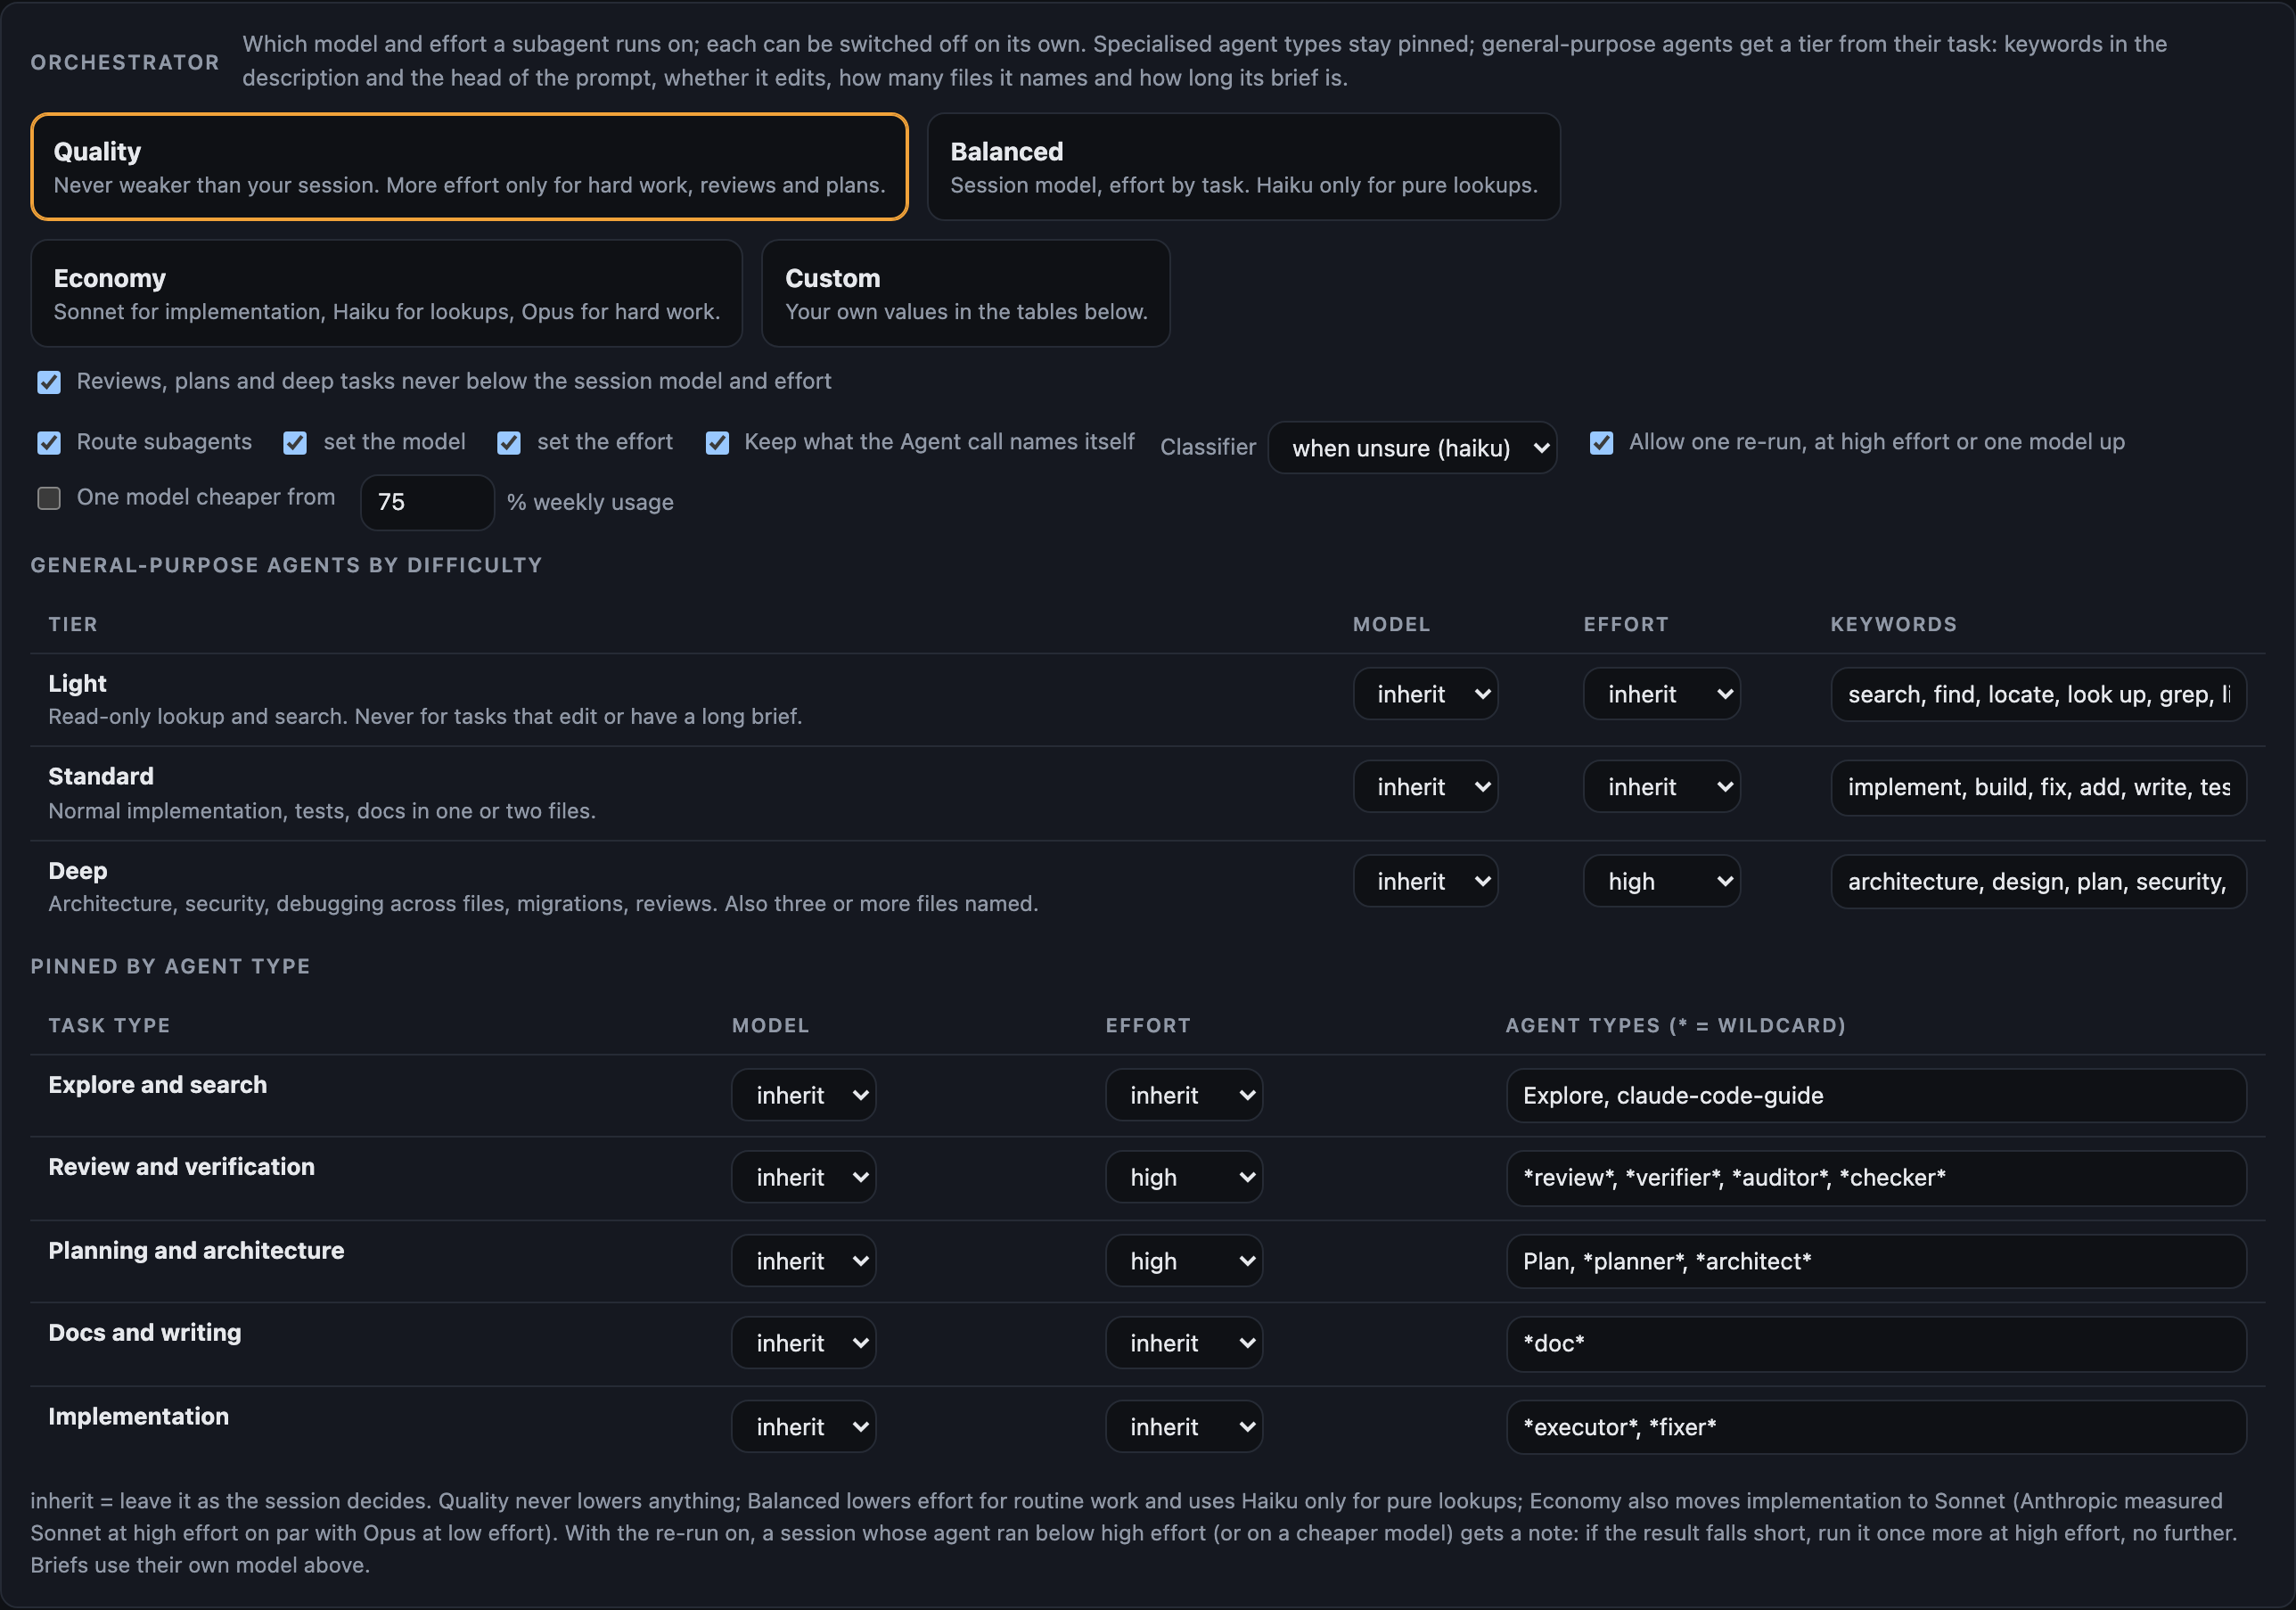 ORCHESTRATOR
Which model and effort a subagent runs on; each can be switched off on its own. Specialised agent types stay pinned; general-purpose agents get a tier from their task: keywords in the
description and the head of the prompt, whether it edits, how many files it names and how long its brief is.
Quality
Never weaker than your session. More effort only for hard work, reviews and plans.
Balanced
Session model, effort by task. Haiku only for pure lookups.
Economy
Sonnet for implementation, Haiku for lookups, Opus for hard work.
Custom
Your own values in the tables below.
Reviews, plans and deep tasks never below the session model and effort
Route subagents set the model set the effort Keep what the Agent call names itself Classifier when unsure (haiku) Allow one re-run, at high effort or one model up
One model cheaper from 75 % weekly usage
GENERAL-PURPOSE AGENTS BY DIFFICULTY
TIER MODEL EFFORT KEYWORDS
Light
Read-only lookup and search. Never for tasks that edit or have a long brief.
inherit inherit search, find, locate, look up, grep, li
Standard
Normal implementation, tests, docs in one or two files.
inherit inherit implement, build, fix, add, write, tes
Deep
Architecture, security, debugging across files, migrations, reviews. Also three or more files named.
inherit high architecture, design, plan, security,
PINNED BY AGENT TYPE
TASK TYPE MODEL EFFORT AGENT TYPES (* = WILDCARD)
Explore and search inherit inherit Explore, claude-code-guide
Review and verification inherit high *review*, *verifier*, *auditor*, *checker*
Planning and architecture inherit high Plan, *planner*, *architect*
Docs and writing inherit inherit *doc*
Implementation inherit inherit *executor*, *fixer*
inherit = leave it as the session decides. Quality never lowers anything; Balanced lowers effort for routine work and uses Haiku only for pure lookups; Economy also moves implementation to Sonnet (Anthropic measured
Sonnet at high effort on par with Opus at low effort). With the re-run on, a session whose agent ran below high effort (or on a cheaper model) gets a note: if the result falls short, run it once more at high effort, no further.
Briefs use their own model above.